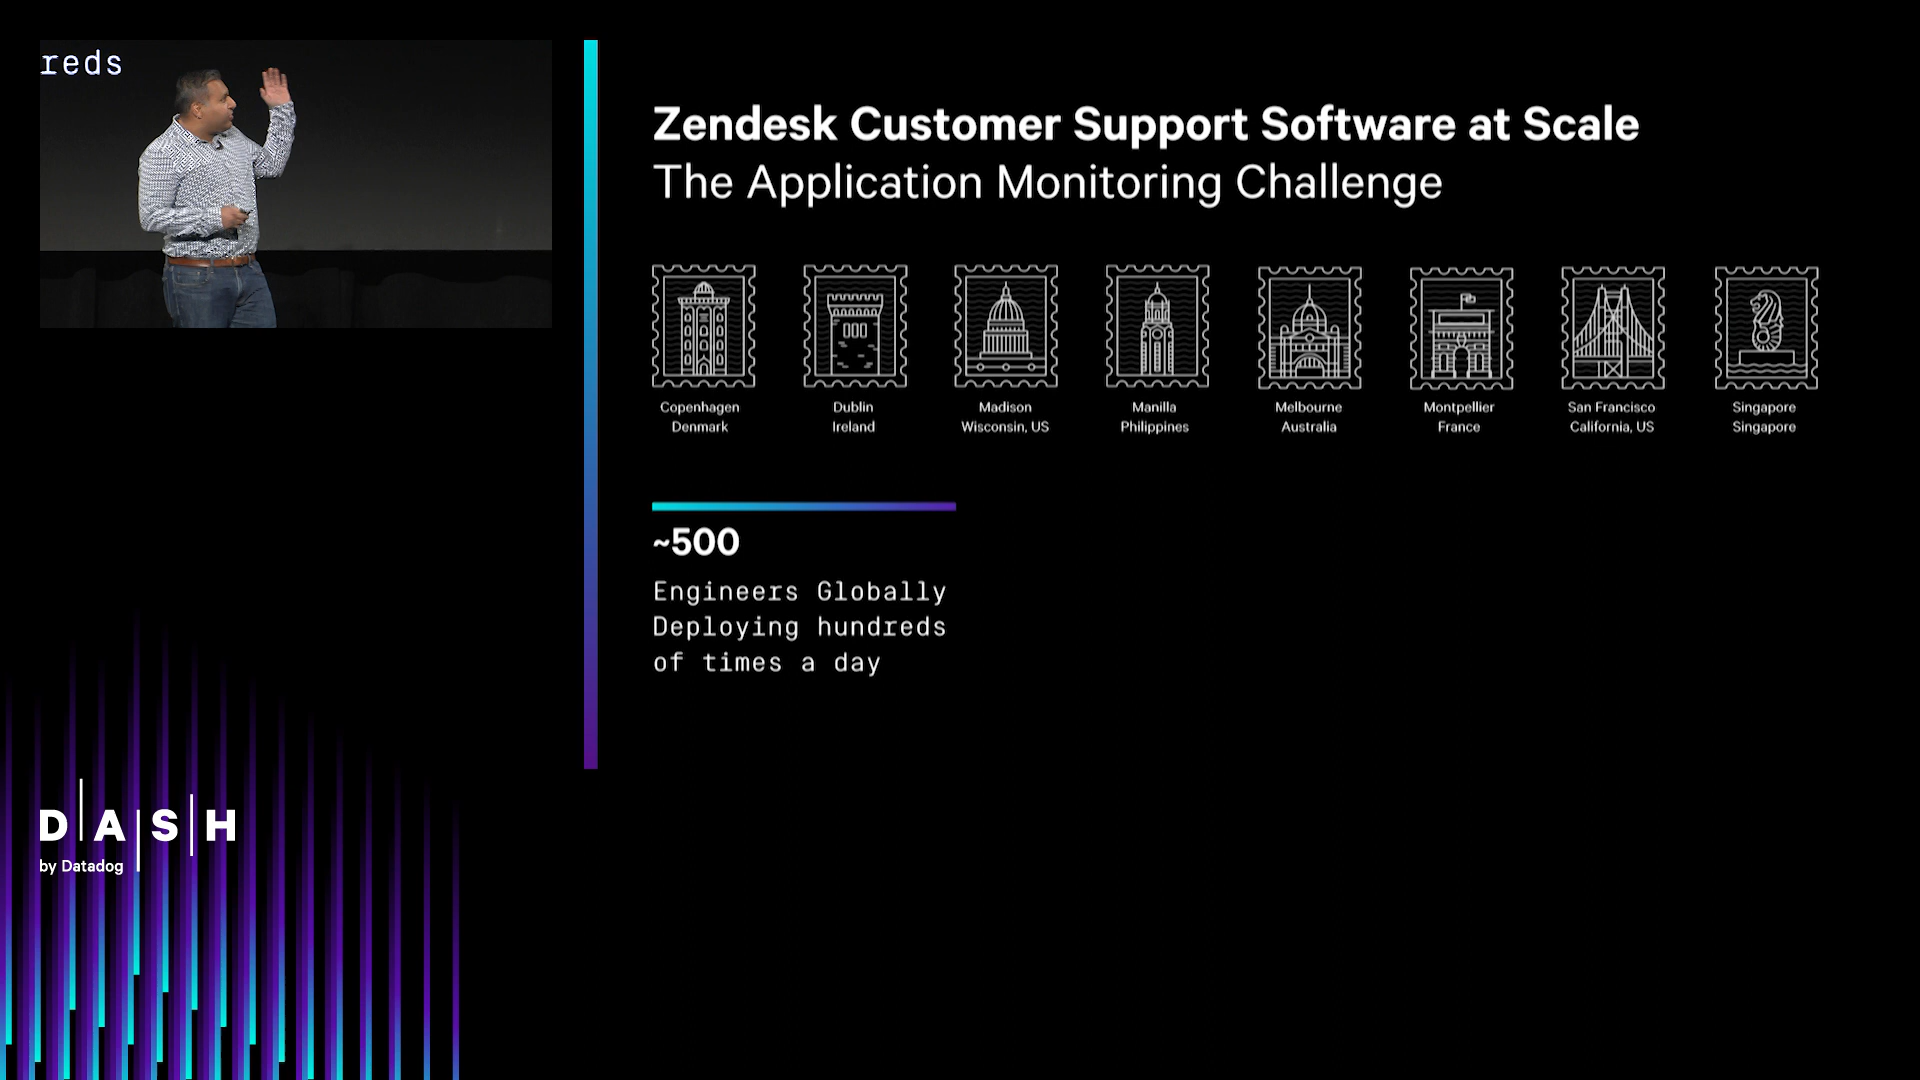 reds
Zendesk Customer Support Software at Scale
The Application Monitoring Challenge
Copenhagen
Denmark
Dublin
Ireland
Madison
Wisconsin, US
Manilla
Philippines
Melbourne
Australia
Montpellier
France
San Francisco
California, US
Singapore
Singapore
~500
Engineers Globally
Deploying hundreds
of times a day
DASH
by Datadog